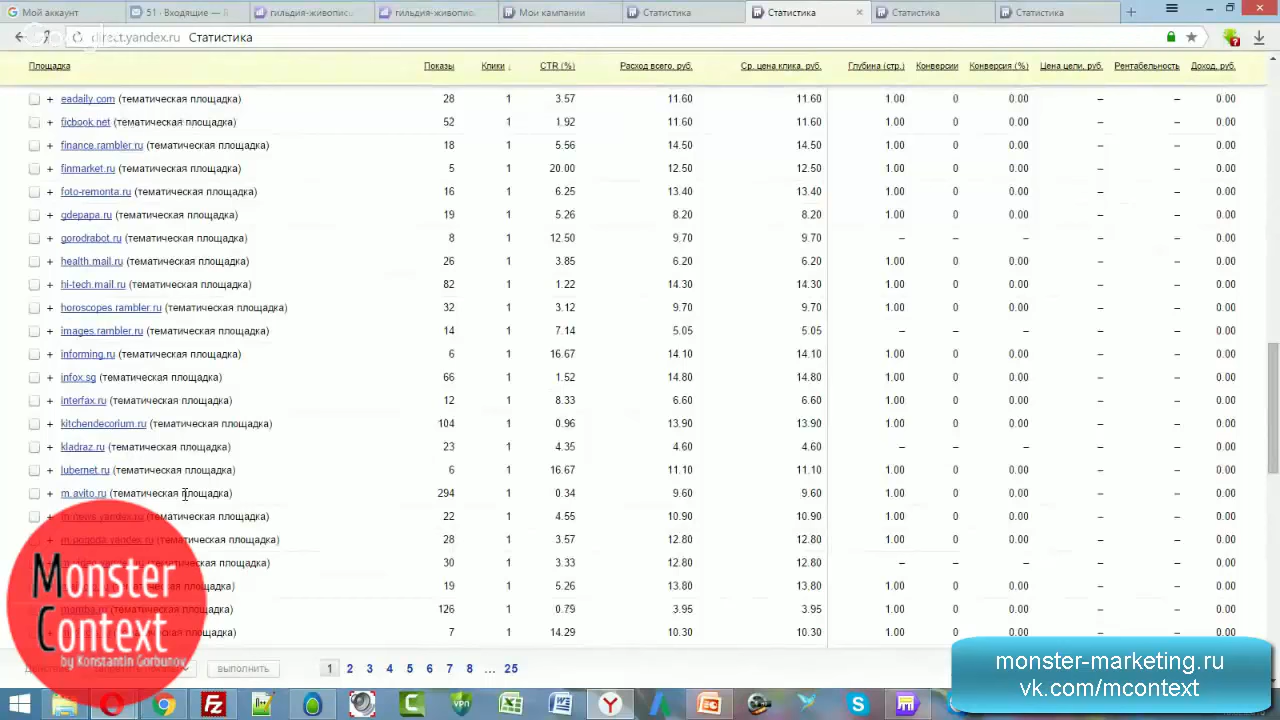 Мой аккаунт
51 · Входящие —
гильдия-живопис
гильдия-живопис
Мои кампании
Статистика
Статистика
Статистика
Статистика
direct.yandex.ru Статистика
Площадка Показы Клики ↓ CTR (%) Расход всего, руб. Ср. цена клика, руб. Глубина (стр.) Конверсии Конверсия (%) Цена цели, руб. Рентабельность Доход, руб.
+ eadaily.com (тематическая площадка) 28 1 3.57 11.60 11.60 1.00 0 0.00 – – 0.00
+ ficbook.net (тематическая площадка) 52 1 1.92 11.60 11.60 1.00 0 0.00 – – 0.00
+ finance.rambler.ru (тематическая площадка) 18 1 5.56 14.50 14.50 1.00 0 0.00 – – 0.00
+ finmarket.ru (тематическая площадка) 5 1 20.00 12.50 12.50 1.00 0 0.00 – – 0.00
+ foto-remonta.ru (тематическая площадка) 16 1 6.25 13.40 13.40 1.00 0 0.00 – – 0.00
+ gdepapa.ru (тематическая площадка) 19 1 5.26 8.20 8.20 1.00 0 0.00 – – 0.00
+ gorodrabot.ru (тематическая площадка) 8 1 12.50 9.70 9.70 – – – – – 0.00
+ health.mail.ru (тематическая площадка) 26 1 3.85 6.20 6.20 1.00 0 0.00 – – 0.00
+ hi-tech.mail.ru (тематическая площадка) 82 1 1.22 14.30 14.30 1.00 0 0.00 – – 0.00
+ horoscopes.rambler.ru (тематическая площадка) 32 1 3.12 9.70 9.70 1.00 0 0.00 – – 0.00
+ images.rambler.ru (тематическая площадка) 14 1 7.14 5.05 5.05 – – – – – 0.00
+ informing.ru (тематическая площадка) 6 1 16.67 14.10 14.10 1.00 0 0.00 – – 0.00
+ infox.sg (тематическая площадка) 66 1 1.52 14.80 14.80 1.00 0 0.00 – – 0.00
+ interfax.ru (тематическая площадка) 12 1 8.33 6.60 6.60 1.00 0 0.00 – – 0.00
+ kitchendecorium.ru (тематическая площадка) 104 1 0.96 13.90 13.90 1.00 0 0.00 – – 0.00
+ kladraz.ru (тематическая площадка) 23 1 4.35 4.60 4.60 – – – – – 0.00
+ lubernet.ru (тематическая площадка) 6 1 16.67 11.10 11.10 1.00 0 0.00 – – 0.00
+ m.avito.ru (тематическая площадка) 294 1 0.34 9.60 9.60 1.00 0 0.00 – – 0.00
+ m.news.yandex.ru (тематическая площадка) 22 1 4.55 10.90 10.90 1.00 0 0.00 – – 0.00
m.pogoda.yandex.ru (тематическая площадка) 28 1 3.57 12.80 12.80 1.00 0 0.00 – – 0.00
(тематическая площадка) 30 1 3.33 12.80 12.80 – – – – – 0.00
площадка) 19 1 5.26 13.80 13.80 1.00 0 0.00 – – 0.00
mamba.ru (тематическая площадка) 126 1 0.79 3.95 3.95 1.00 0 0.00 – – 0.00
площадка) 7 1 14.29 10.30 10.30 1.00 0 0.00 – – 0.00
Monster
Context
by Konstantin Gorbunov
выполнить
1 2 3 4 5 6 7 8 ... 25
monster-marketing.ru
vk.com/mcontext